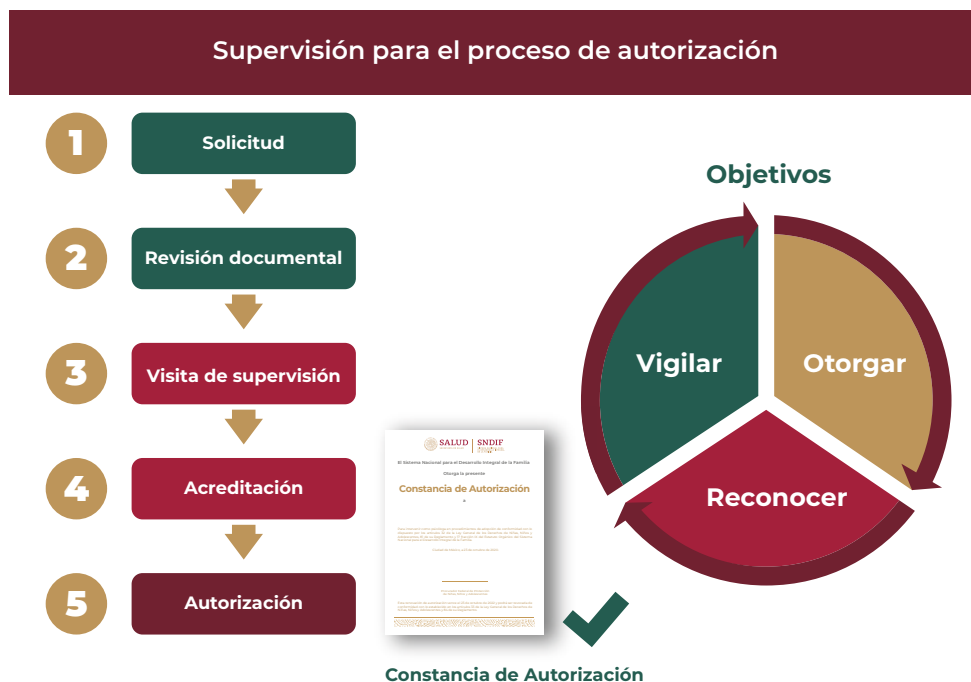 Supervisión para el proceso de autorización
1
Solicitud
2
Revisión documental
3
Visita de supervisión
4
Acreditación
5
Autorización
SALUD
SNDIF
El Sistema Nacional para el Desarrollo Integral de la Familia
Otorga la presente
Constancia de Autorización
Constancia de Autorización
Objetivos
Vigilar
Otorgar
Reconocer